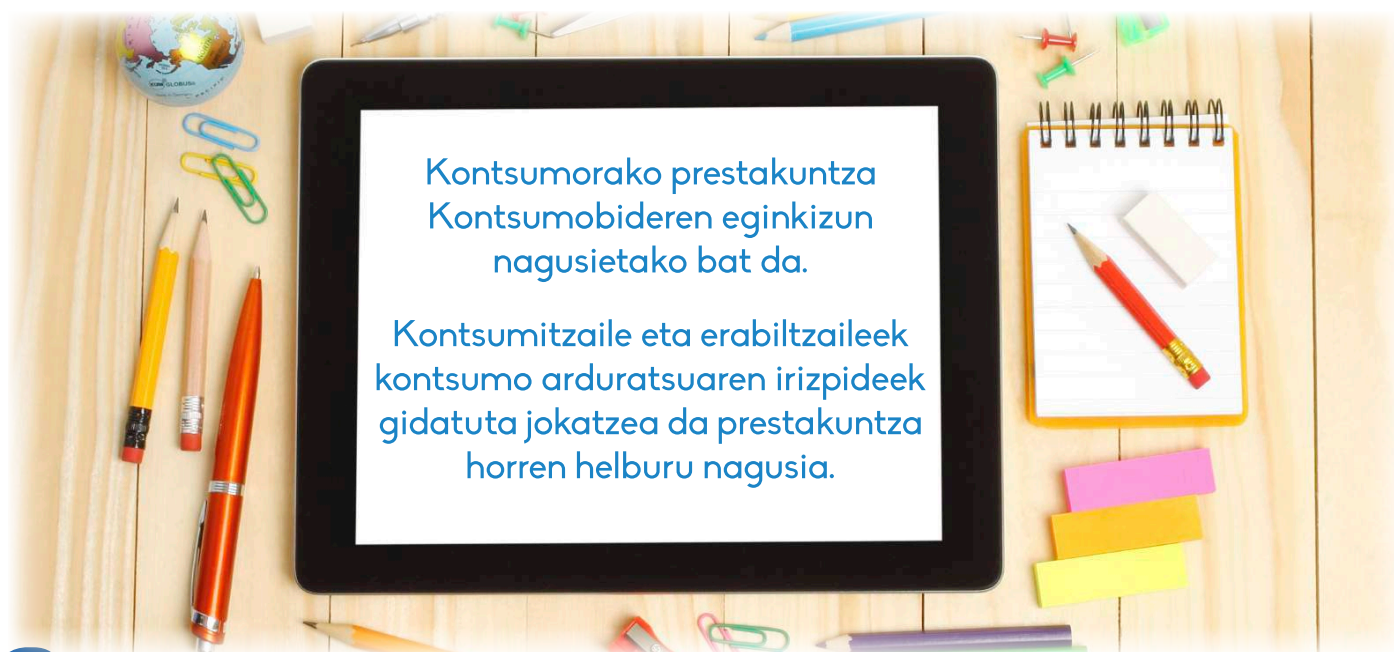 Kontsumorako prestakuntza
Kontsumobideren eginkizun
nagusietako bat da.
Kontsumitzaile eta erabiltzaileek
kontsumo arduratsuaren irizpideek
gidatuta jokatzea da prestakuntza
horren helburu nagusia.